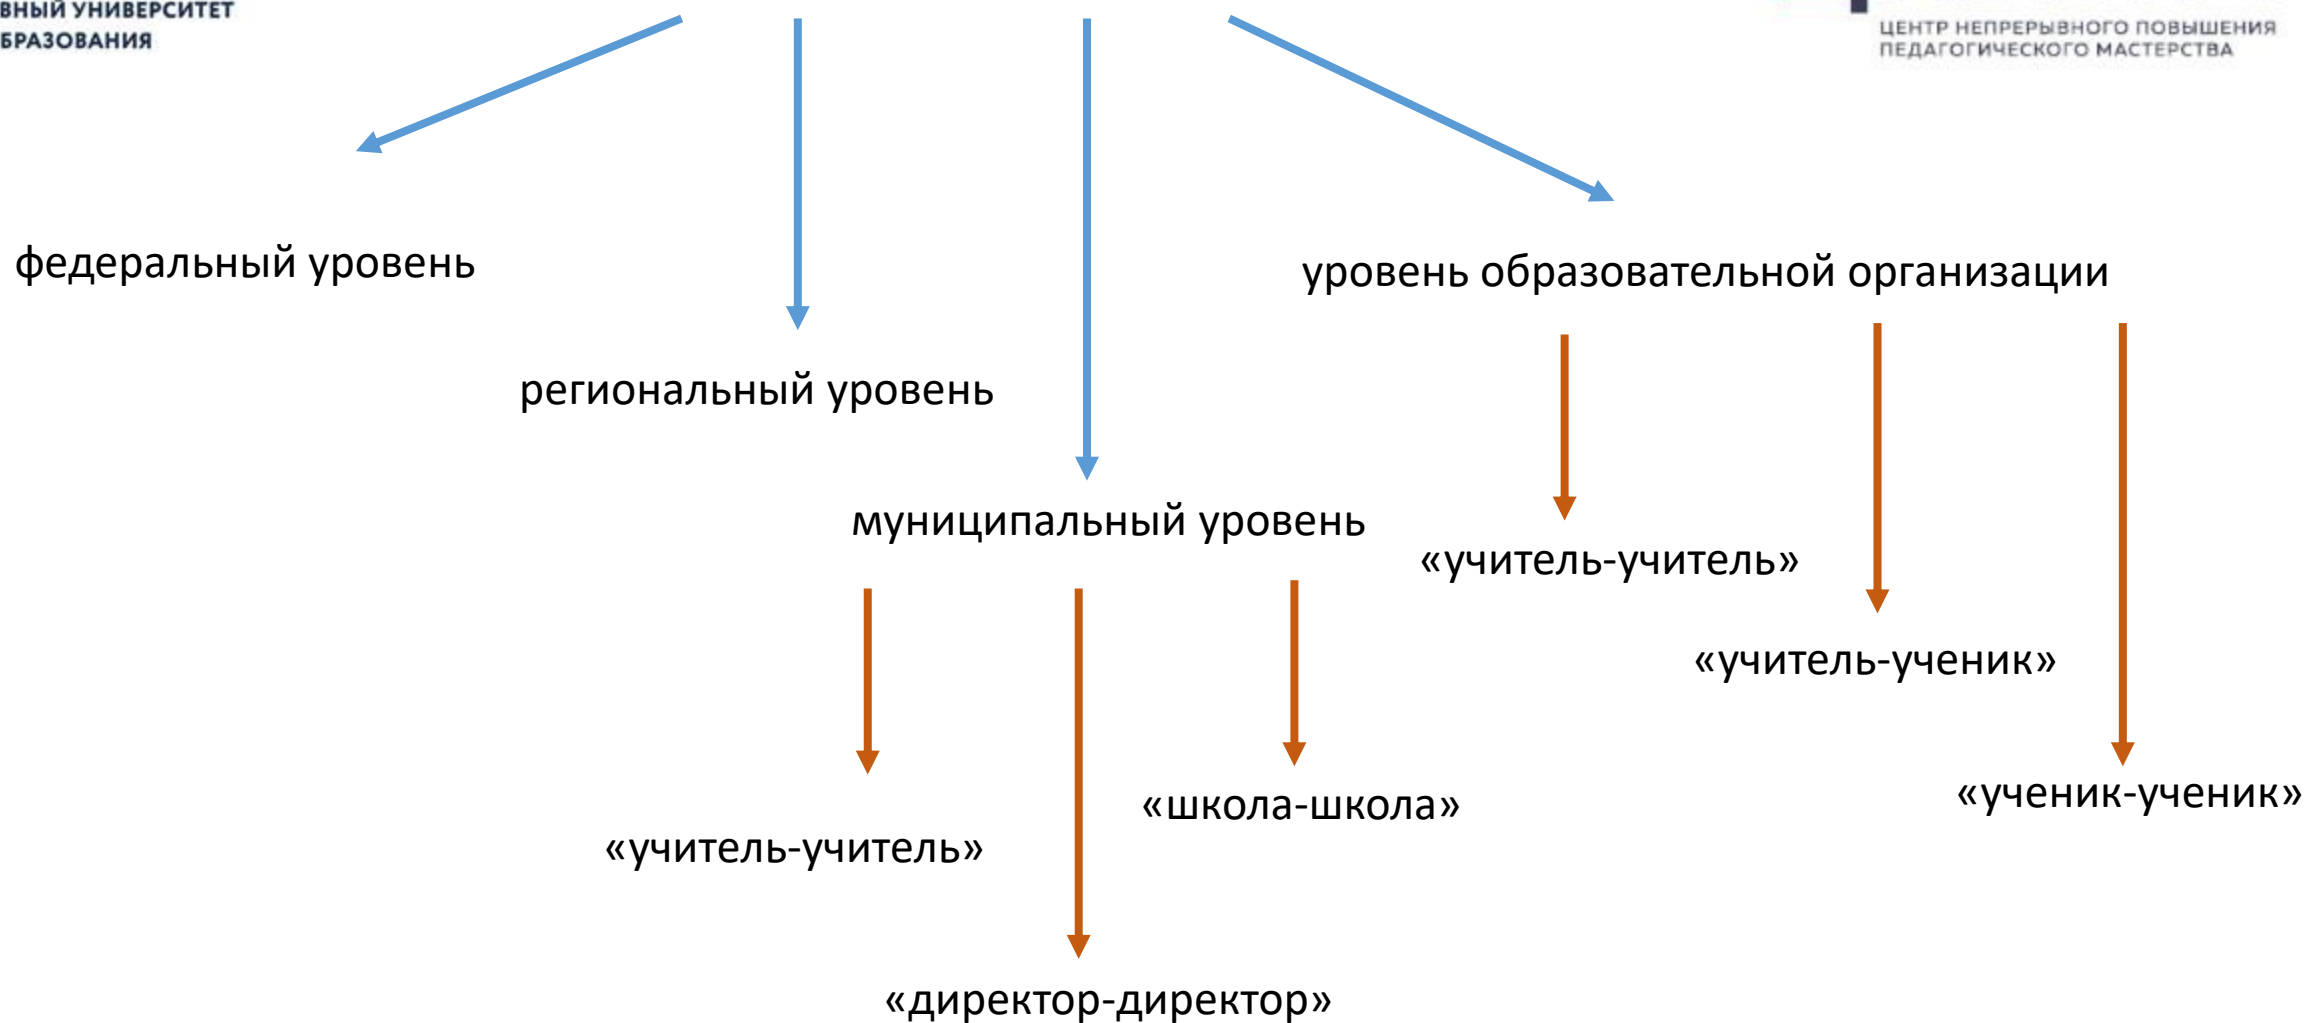 ВНЫЙ УНИВЕРСИТЕТ
БРАЗОВАНИЯ
ЦЕНТР НЕПРЕРЫВНОГО ПОВЫШЕНИЯ
ПЕДАГОГИЧЕСКОГО МАСТЕРСТВА
федеральный уровень
уровень образовательной организации
региональный уровень
муниципальный уровень
«учитель-учитель»
«учитель-ученик»
«школа-школа»
«ученик-ученик»
«учитель-учитель»
«директор-директор»